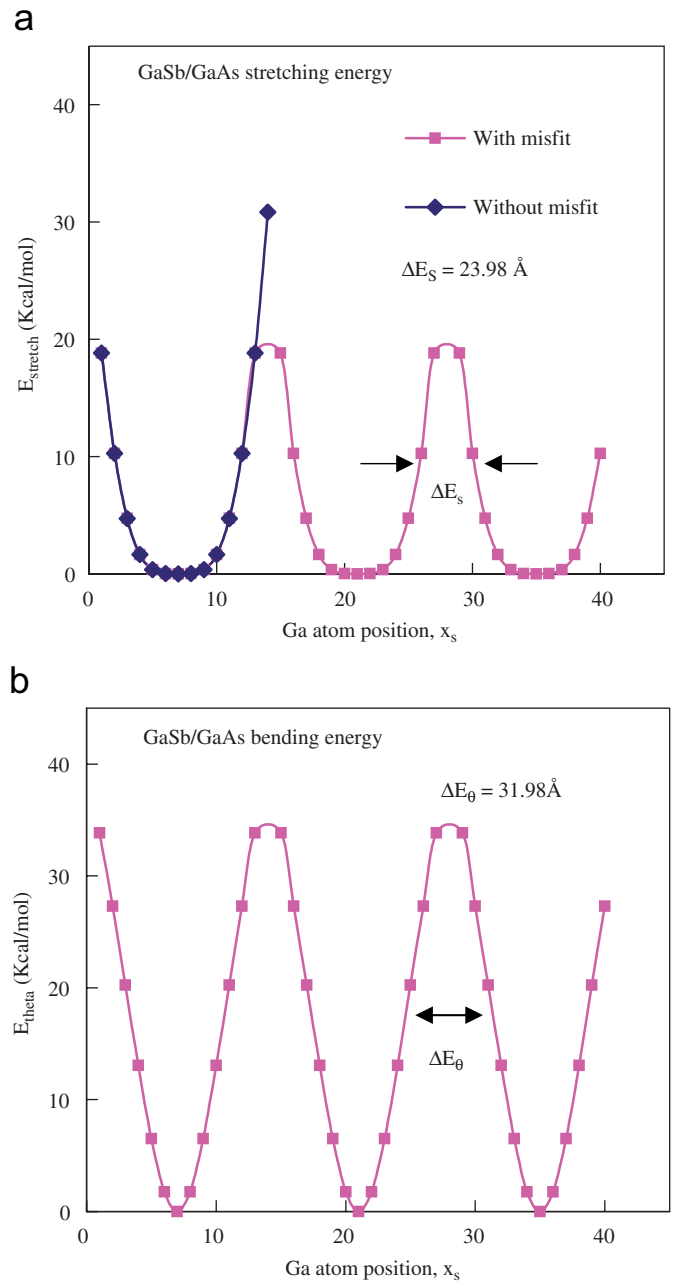 a
GaSb/GaAs stretching energy
40
With misfit
30
Without misfit
ΔE_S = 23.98 Å
E_stretch (Kcal/mol)
20
10
ΔE_s
0
0 10 20 30 40
Ga atom position, x_s
b
GaSb/GaAs bending energy
40
ΔE_θ = 31.98Å
30
E_theta (Kcal/mol)
20
ΔE_θ
10
0
0 10 20 30 40
Ga atom position, x_s